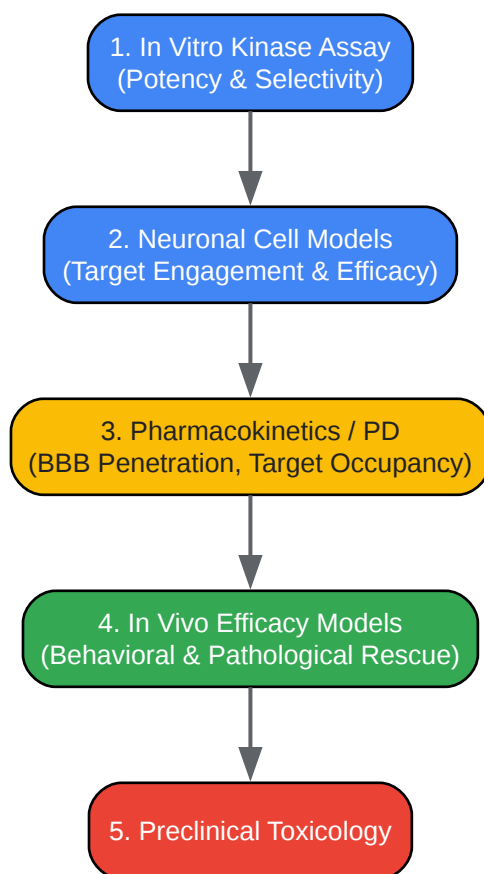 1. In Vitro Kinase Assay
(Potency & Selectivity)
2. Neuronal Cell Models
(Target Engagement & Efficacy)
3. Pharmacokinetics / PD
(BBB Penetration, Target Occupancy)
4. In Vivo Efficacy Models
(Behavioral & Pathological Rescue)
5. Preclinical Toxicology